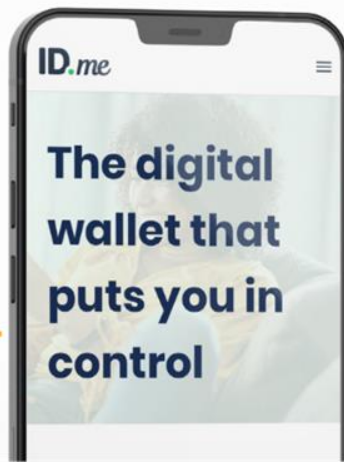 ID.me
The digital
wallet that
puts you in
control